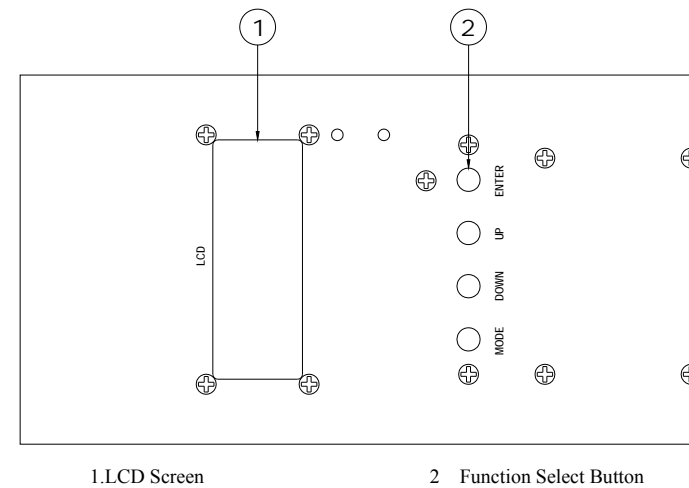 1
2
LCD
ENTER
UP
DOWN
MODE
1.LCD Screen
2 Function Select Button